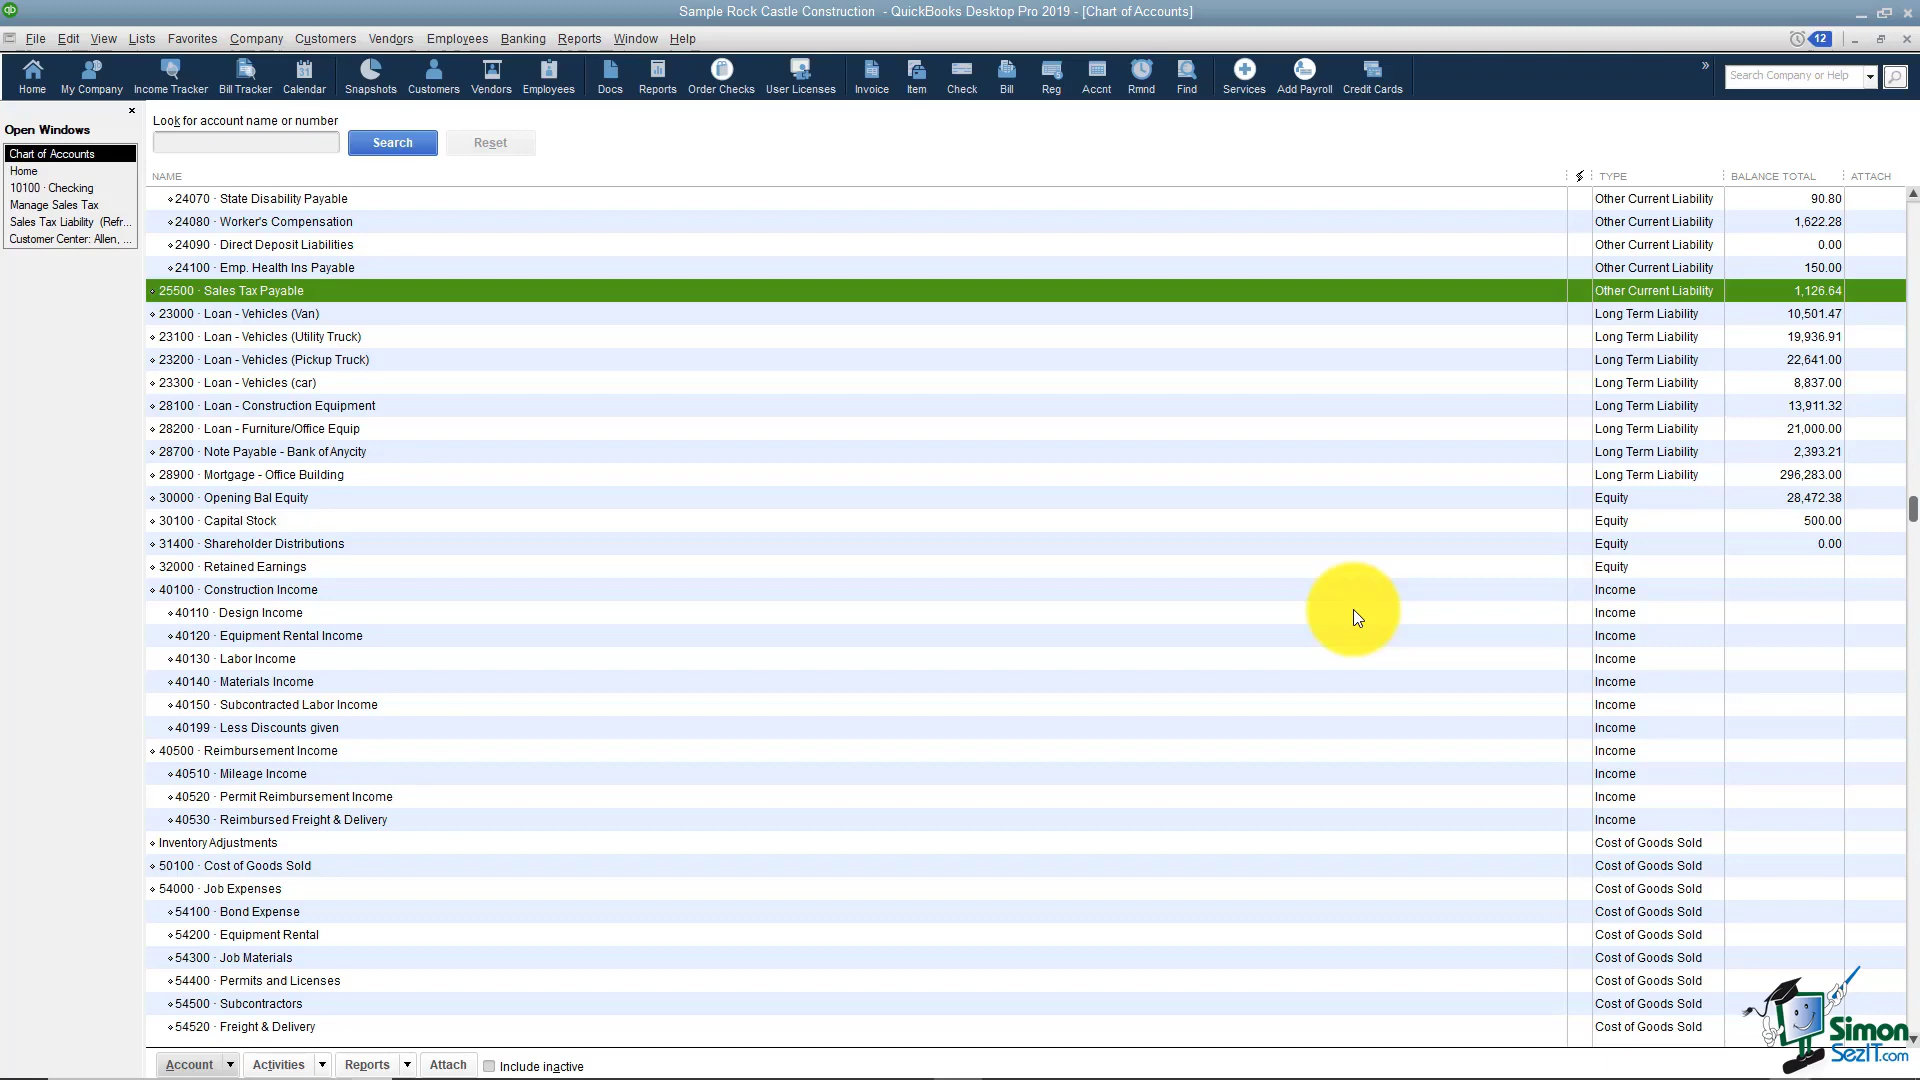 Sample Rock Castle Construction - QuickBooks Desktop Pro 2019 - [Chart of Accounts]
File Edit View Lists Favorites Company Customers Vendors Employees Banking Reports Window Help
12
Home My Company Income Tracker Bill Tracker Calendar Snapshots Customers Vendors Employees Docs Reports Order Checks User Licenses Invoice Item Check Bill Reg Accnt Rmnd Find Services Add Payroll Credit Cards
Search Company or Help
Open Windows
Chart of Accounts
Home
10100 · Checking
Manage Sales Tax
Sales Tax Liability (Refr...
Customer Center: Allen, ...
Look for account name or number
Search Reset
NAME TYPE BALANCE TOTAL ATTACH
24070 · State Disability Payable Other Current Liability 90.80
24080 · Worker's Compensation Other Current Liability 1,622.28
24090 · Direct Deposit Liabilities Other Current Liability 0.00
24100 · Emp. Health Ins Payable Other Current Liability 150.00
25500 · Sales Tax Payable Other Current Liability 1,126.64
23000 · Loan - Vehicles (Van) Long Term Liability 10,501.47
23100 · Loan - Vehicles (Utility Truck) Long Term Liability 19,936.91
23200 · Loan - Vehicles (Pickup Truck) Long Term Liability 22,641.00
23300 · Loan - Vehicles (car) Long Term Liability 8,837.00
28100 · Loan - Construction Equipment Long Term Liability 13,911.32
28200 · Loan - Furniture/Office Equip Long Term Liability 21,000.00
28700 · Note Payable - Bank of Anycity Long Term Liability 2,393.21
28900 · Mortgage - Office Building Long Term Liability 296,283.00
30000 · Opening Bal Equity Equity 28,472.38
30100 · Capital Stock Equity 500.00
31400 · Shareholder Distributions Equity 0.00
32000 · Retained Earnings Equity
40100 · Construction Income Income
40110 · Design Income Income
40120 · Equipment Rental Income Income
40130 · Labor Income Income
40140 · Materials Income Income
40150 · Subcontracted Labor Income Income
40199 · Less Discounts given Income
40500 · Reimbursement Income Income
40510 · Mileage Income Income
40520 · Permit Reimbursement Income Income
40530 · Reimbursed Freight & Delivery Income
Inventory Adjustments Cost of Goods Sold
50100 · Cost of Goods Sold Cost of Goods Sold
54000 · Job Expenses Cost of Goods Sold
54100 · Bond Expense Cost of Goods Sold
54200 · Equipment Rental Cost of Goods Sold
54300 · Job Materials Cost of Goods Sold
54400 · Permits and Licenses Cost of Goods Sold
54500 · Subcontractors Cost of Goods Sold
54520 · Freight & Delivery Cost of Goods Sold
Account Activities Reports Attach Include inactive
Simon
SezIT.com